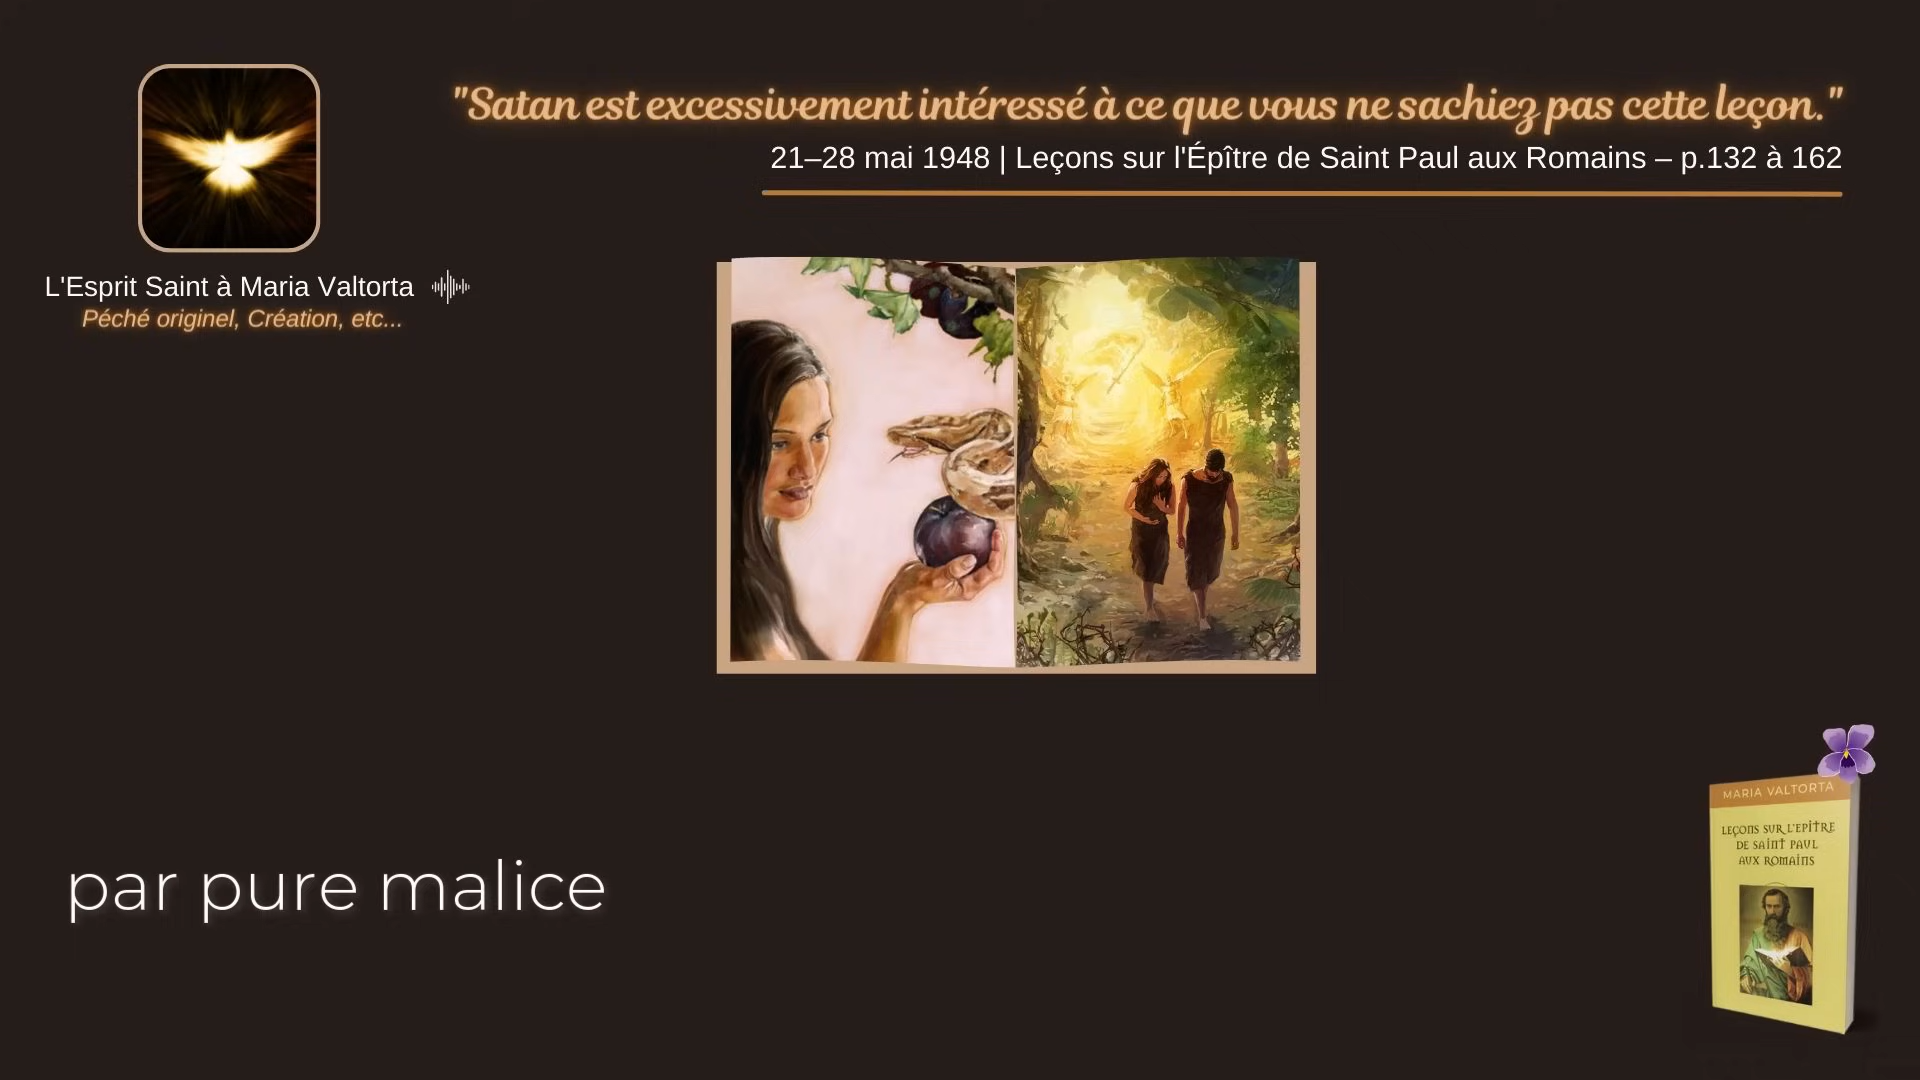 "Satan est excessivement intéressé à ce que vous ne sachiez pas cette leçon."
21–28 mai 1948 | Leçons sur l'Épître de Saint Paul aux Romains – p.132 à 162
L'Esprit Saint à Maria Valtorta
Péché originel, Création, etc...
par pure malice
MARIA VALTORTA
LEÇONS SUR L'EPÎTRE
DE SAINT PAUL
AUX ROMAINS